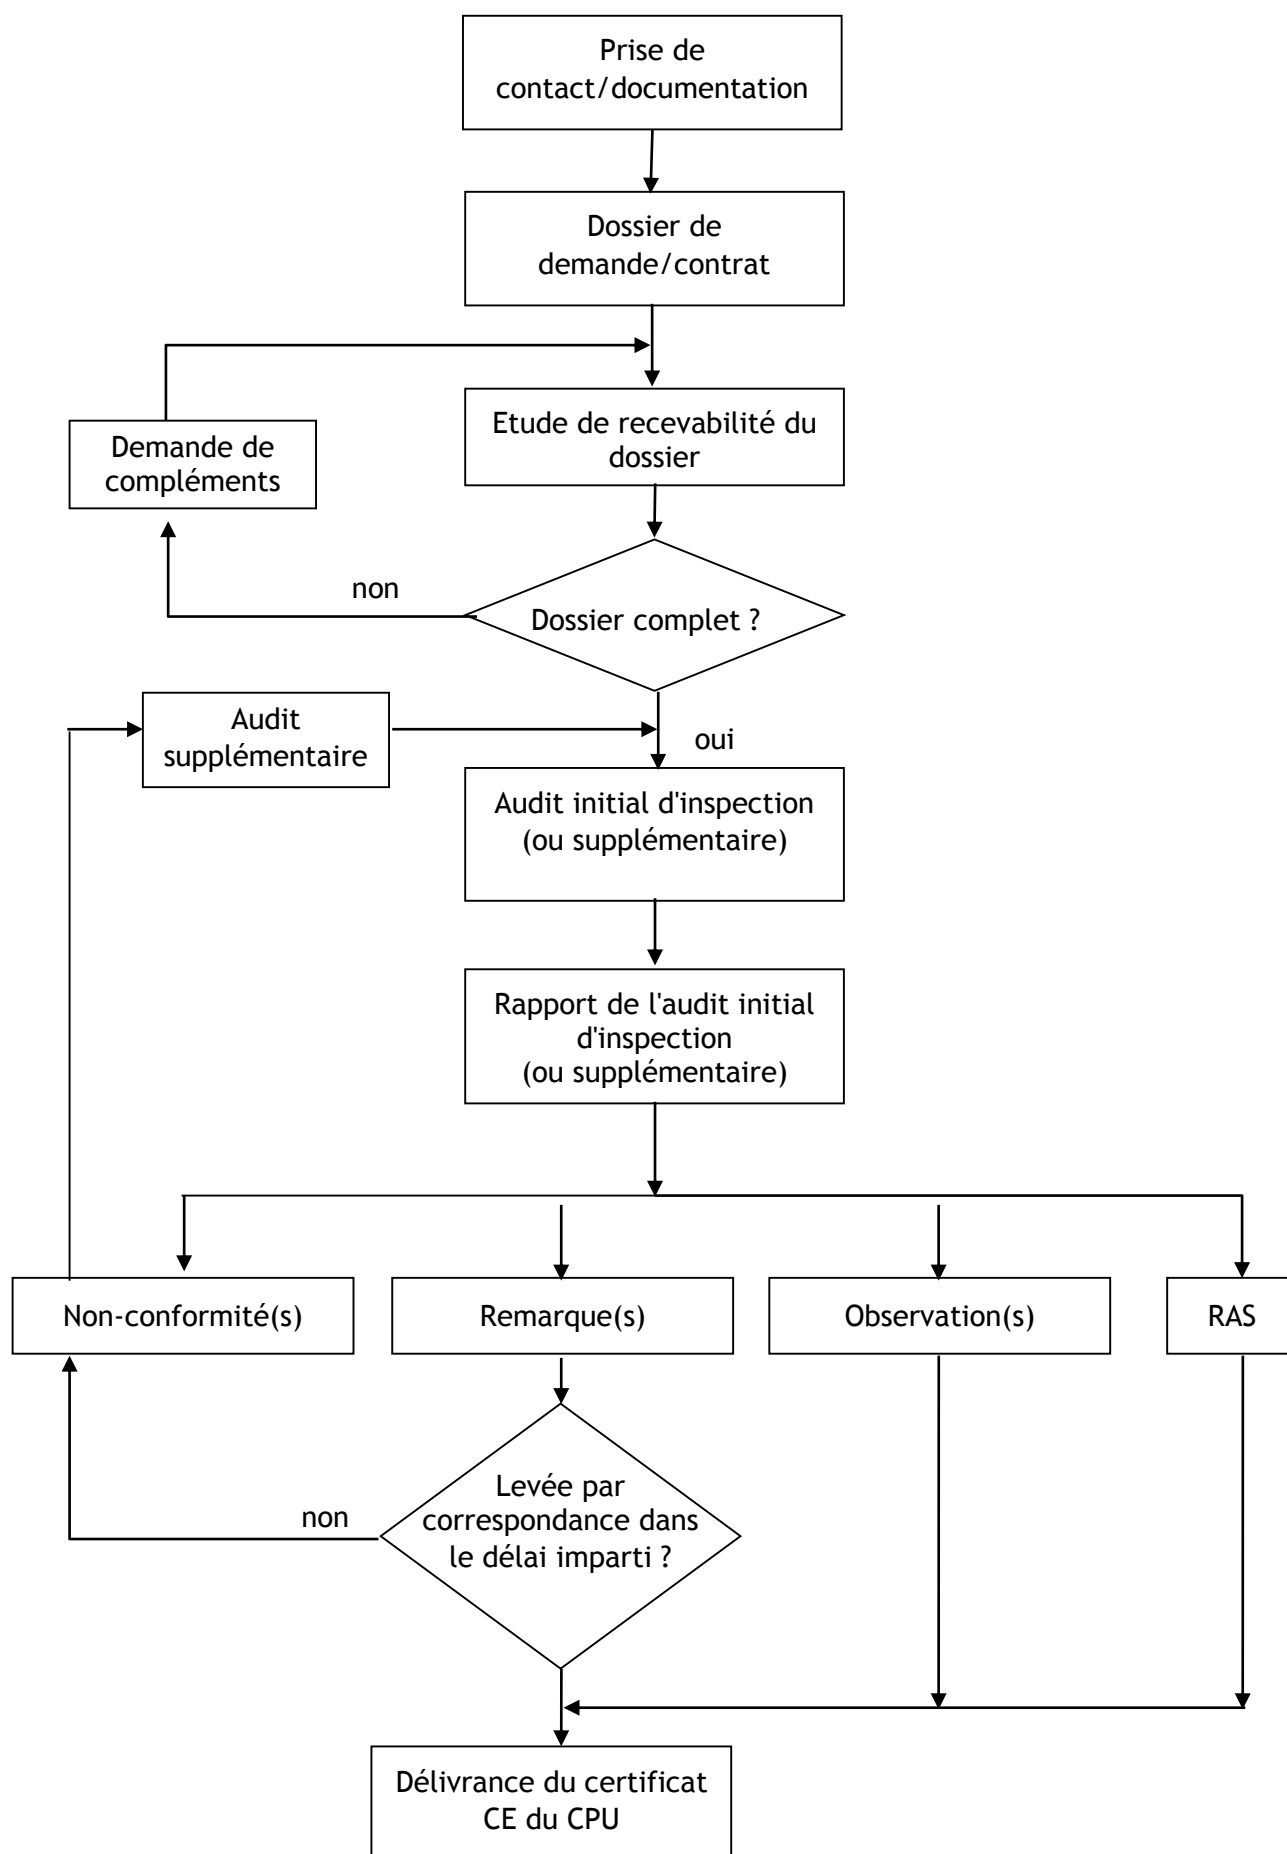 Prise de
contact/documentation
Dossier de
demande/contrat
Etude de recevabilité du
dossier
Demande de
compléments
non
Dossier complet ?
Audit
supplémentaire
oui
Audit initial d'inspection
(ou supplémentaire)
Rapport de l'audit initial
d'inspection
(ou supplémentaire)
Non-conformité(s)
Remarque(s)
Observation(s)
RAS
Levée par
correspondance dans
le délai imparti ?
non
Délivrance du certificat
CE du CPU